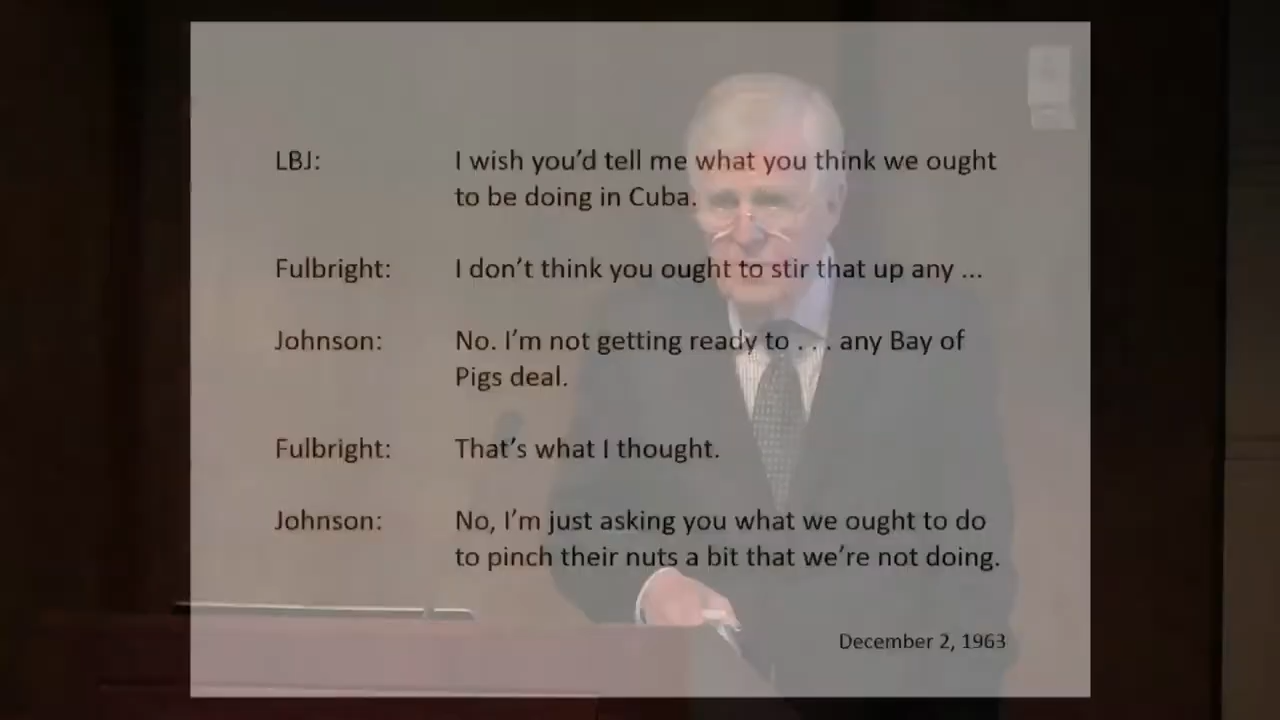 LBJ: I wish you'd tell me what you think we ought
to be doing in Cuba.
Fulbright: I don't think you ought to stir that up any ...
Johnson: No. I'm not getting ready to . . . any Bay of
Pigs deal.
Fulbright: That's what I thought.
Johnson: No, I'm just asking you what we ought to do
to pinch their nuts a bit that we're not doing.
December 2, 1963